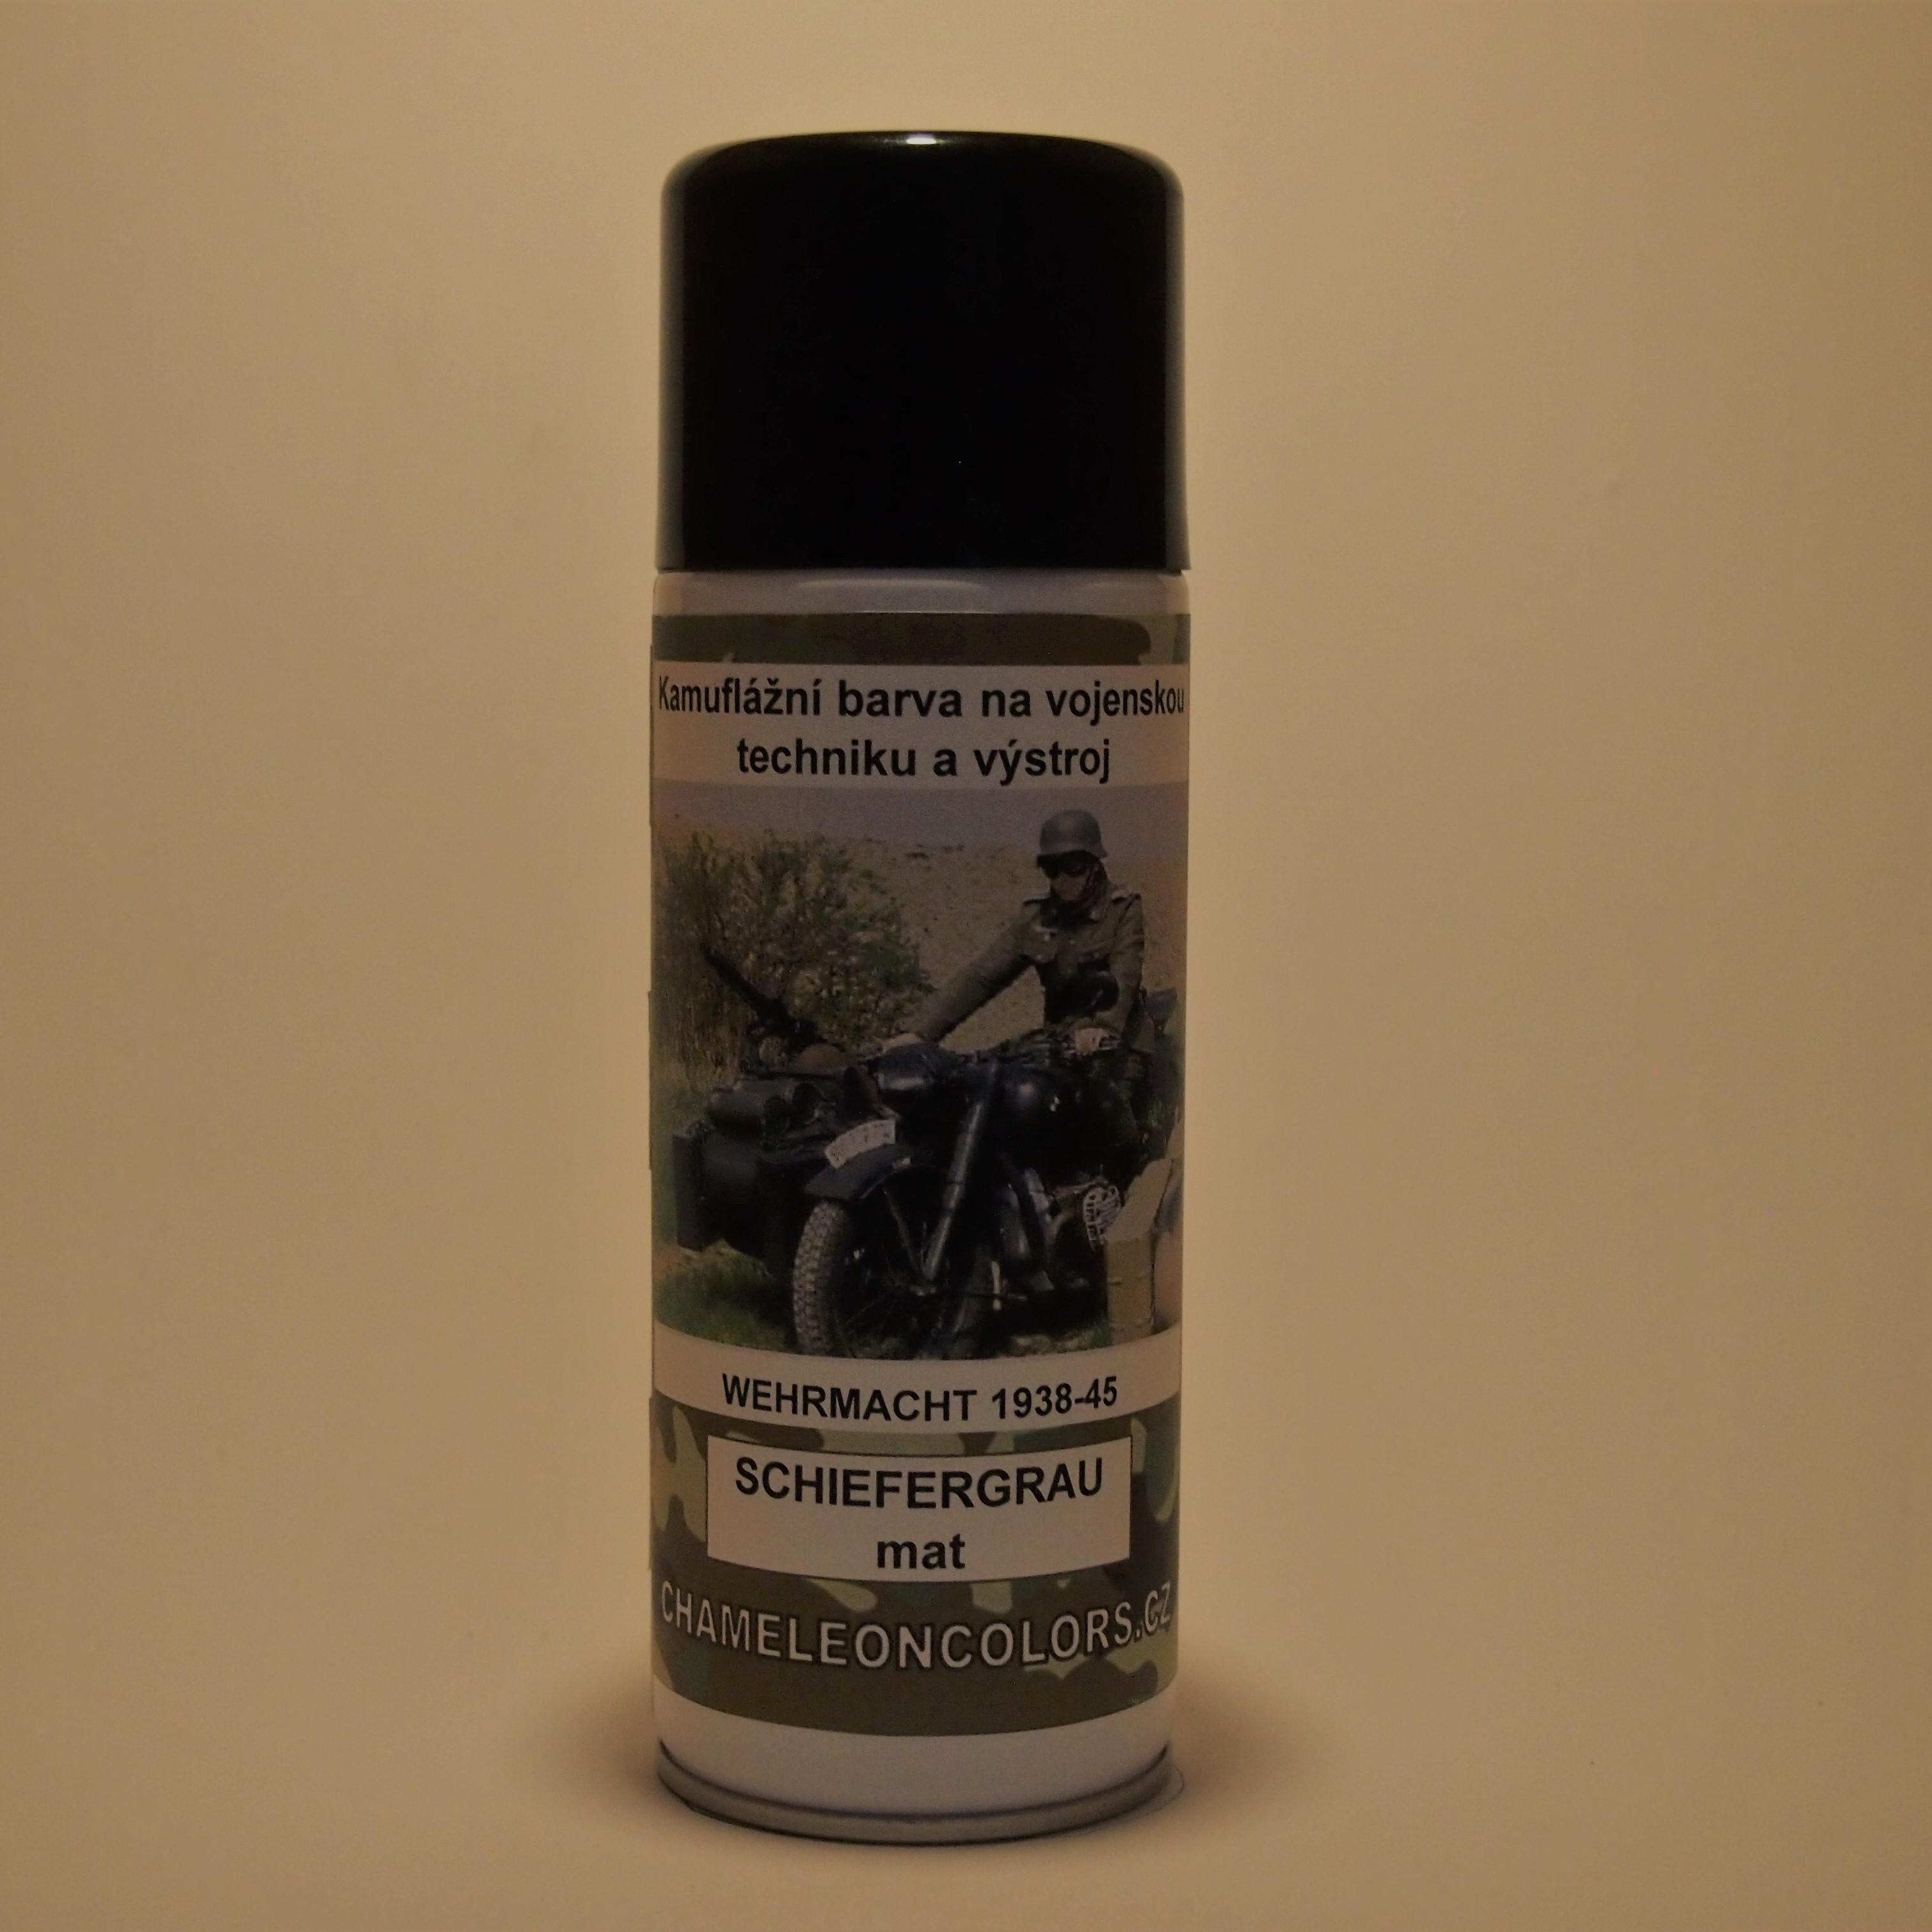 Kamuflážní barva na vojenskou
techniku a výstroj
WEHRMACHT 1938-45
SCHIEFERGRAU
mat
CHAMELEONCOLORS.CZ